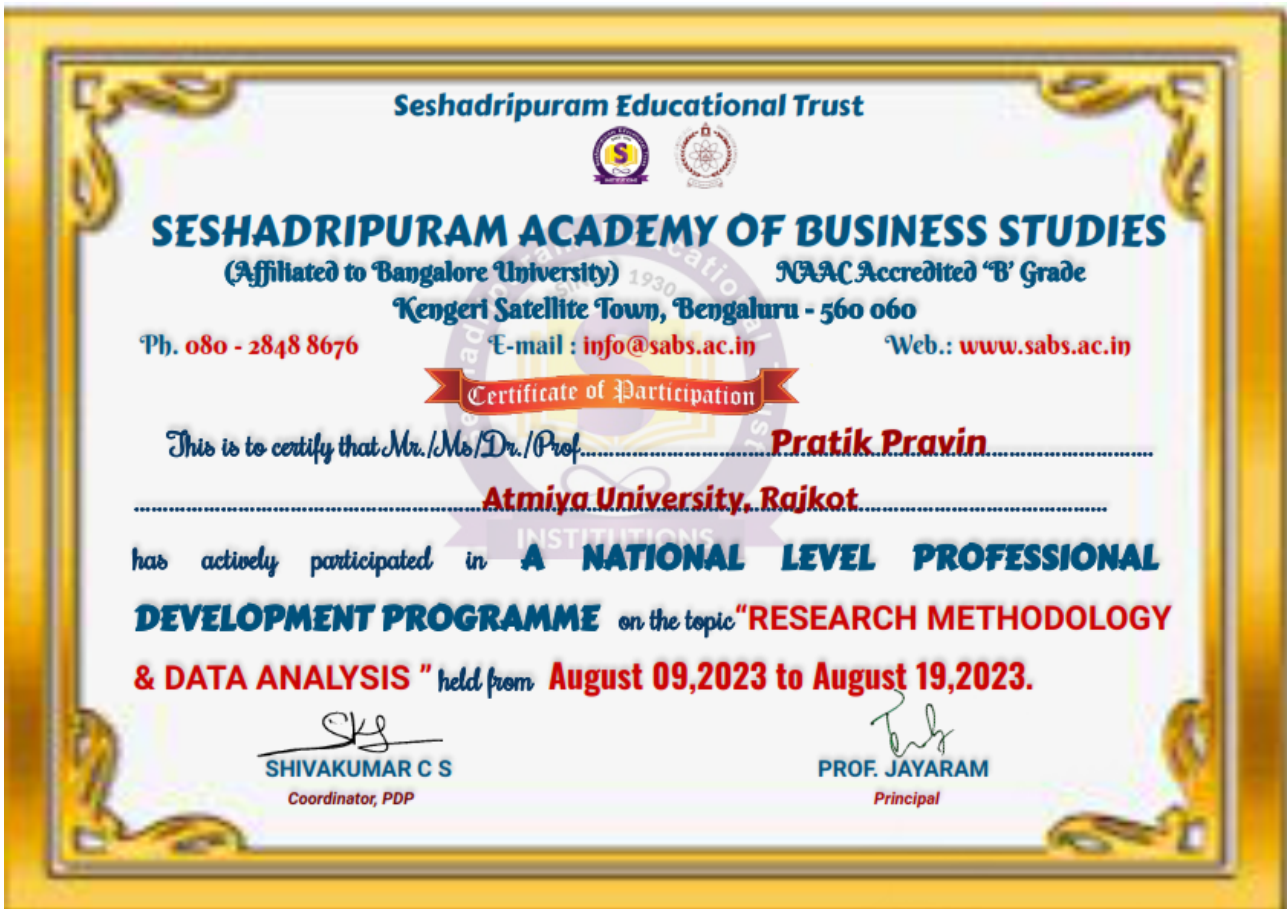 Seshadripuram Educational Trust
S
INSTITUTIONS
SESHADRIPURAM ACADEMY OF BUSINESS STUDIES
(Affiliated to Bangalore University) NAAC Accredited ‘B’ Grade
Kengeri Satellite Town, Bengaluru - 560 060
Ph. 080 - 2848 8676 E-mail : info@sabs.ac.in Web.: www.sabs.ac.in
Certificate of Participation
This is to certify that Mr./Ms/Dr./Prof. Pratik Pravin
Atmiya University, Rajkot
INSTITUTIONS
has actively participated in A NATIONAL LEVEL PROFESSIONAL
DEVELOPMENT PROGRAMME on the topic “RESEARCH METHODOLOGY
& DATA ANALYSIS ” held from August 09,2023 to August 19,2023.
SHIVAKUMAR C S PROF. JAYARAM
Coordinator, PDP Principal